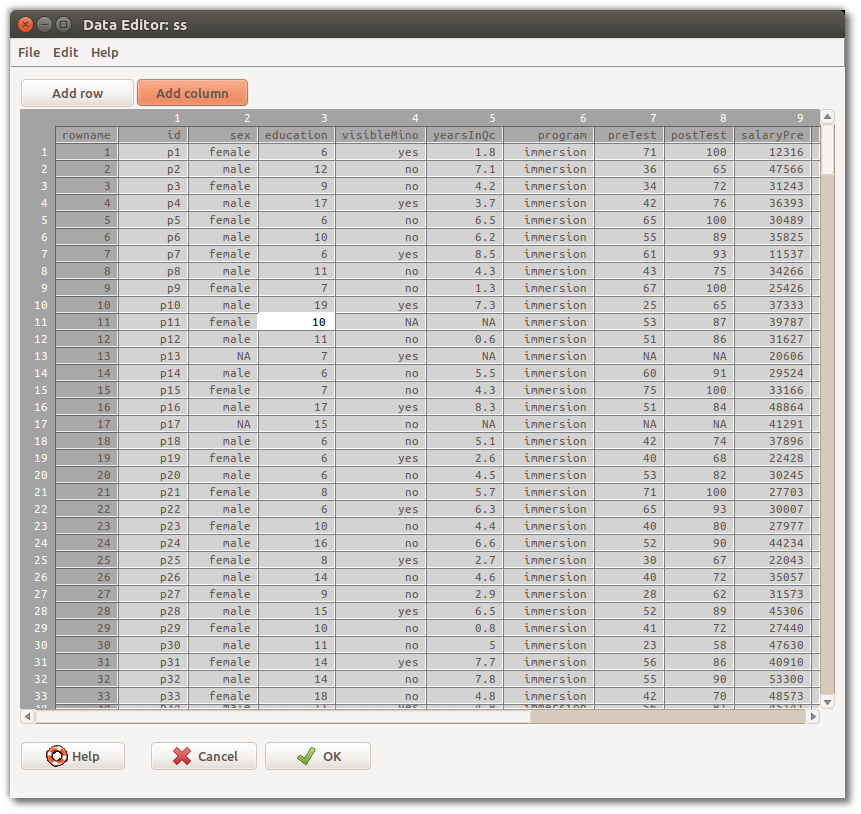 Data Editor: ss
File Edit Help
Add row Add column
1 2 3 4 5 6 7 8 9
rowname id sex education visibleMino yearsInQc program preTest postTest salaryPre
1 1 p1 female 6 yes 1.8 immersion 71 100 12316
2 2 p2 male 12 no 7.1 immersion 36 65 47566
3 3 p3 female 9 no 4.2 immersion 34 72 31243
4 4 p4 male 17 yes 3.7 immersion 42 76 36393
5 5 p5 female 6 no 6.5 immersion 65 100 30489
6 6 p6 male 10 no 6.2 immersion 55 89 35825
7 7 p7 female 6 yes 8.5 immersion 61 93 11537
8 8 p8 male 11 no 4.3 immersion 43 75 34266
9 9 p9 female 7 no 1.3 immersion 67 100 25426
10 10 p10 male 19 yes 7.3 immersion 25 65 37333
11 11 p11 female 10 NA NA immersion 53 87 39787
12 12 p12 male 11 no 0.6 immersion 51 86 31627
13 13 p13 NA 7 yes NA immersion NA NA 20606
14 14 p14 male 6 no 5.5 immersion 60 91 29524
15 15 p15 female 7 no 4.3 immersion 75 100 33166
16 16 p16 male 17 yes 8.3 immersion 51 84 48864
17 17 p17 NA 15 no NA immersion NA NA 41291
18 18 p18 male 6 no 5.1 immersion 42 74 37896
19 19 p19 female 6 yes 2.6 immersion 40 68 22428
20 20 p20 male 6 no 4.5 immersion 53 82 30245
21 21 p21 female 8 no 5.7 immersion 71 100 27703
22 22 p22 male 6 yes 6.3 immersion 65 93 30007
23 23 p23 female 10 no 4.4 immersion 40 80 27977
24 24 p24 male 16 no 6.6 immersion 52 90 44234
25 25 p25 female 8 yes 2.7 immersion 30 67 22043
26 26 p26 male 14 no 4.6 immersion 40 72 35057
27 27 p27 female 9 no 2.9 immersion 28 62 31573
28 28 p28 male 15 yes 6.5 immersion 52 89 45306
29 29 p29 female 10 no 0.8 immersion 41 72 27440
30 30 p30 male 11 no 5 immersion 23 58 47630
31 31 p31 female 14 yes 7.7 immersion 56 86 40910
32 32 p32 male 14 no 7.8 immersion 55 90 53300
33 33 p33 female 18 no 4.8 immersion 42 70 48573
Help Cancel OK